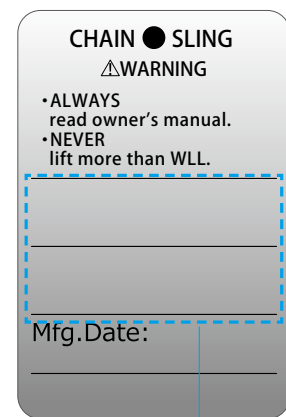 CHAIN ● SLING
⚠WARNING
・ALWAYS
read owner's manual.
・NEVER
lift more than WLL.
Mfg.Date: